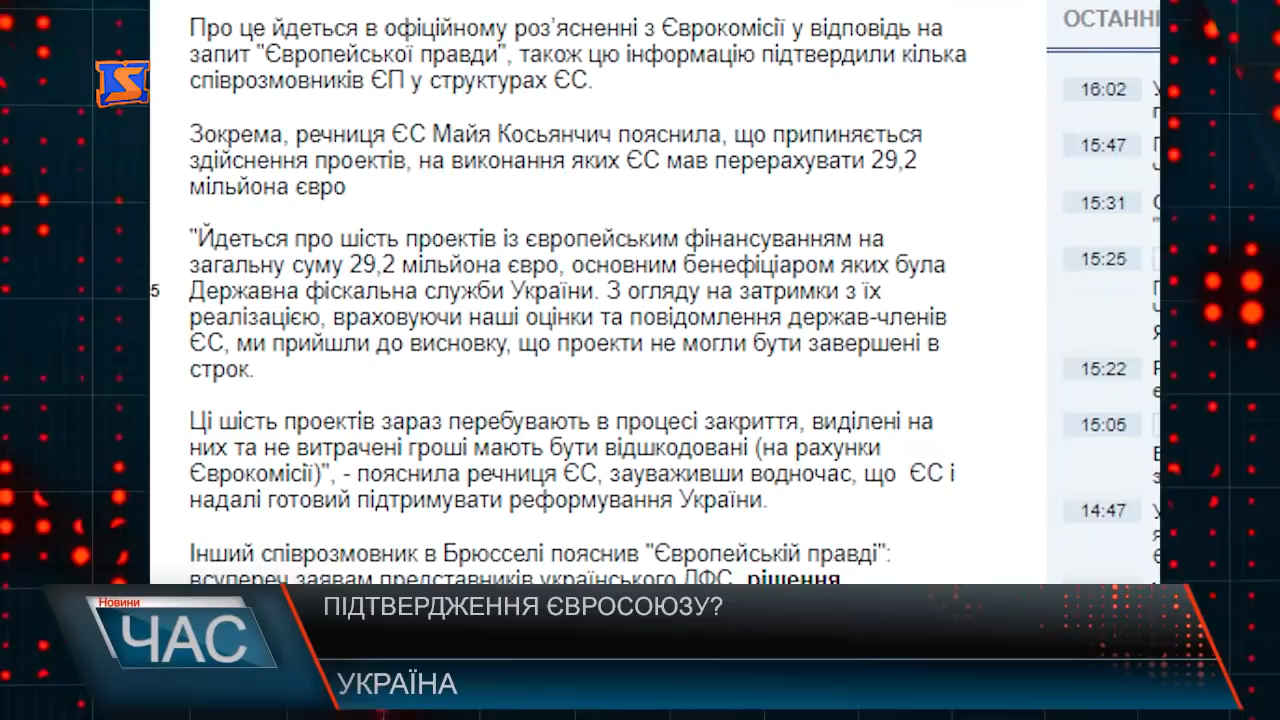 Про це йдеться в офіційному роз’ясненні з Єврокомісії у відповідь на
запит "Європейської правди", також цю інформацію підтвердили кілька
співрозмовників ЄП у структурах ЄС.
Зокрема, речниця ЄС Майя Косьянчич пояснила, що припиняється
здійснення проектів, на виконання яких ЄС мав перерахувати 29,2
мільйона євро
"Йдеться про шість проектів із європейським фінансуванням на
загальну суму 29,2 мільйона євро, основним бенефіціаром яких була
Державна фіскальна служби України. З огляду на затримки з їх
реалізацією, враховуючи наші оцінки та повідомлення держав-членів
ЄС, ми прийшли до висновку, що проекти не могли бути завершені в
строк.
Ці шість проектів зараз перебувають в процесі закриття, виділені на
них та не витрачені гроші мають бути відшкодовані (на рахунки
Єврокомісії)", - пояснила речниця ЄС, зауваживши водночас, що ЄС і
надалі готовий підтримувати реформування України.
Інший співрозмовник в Брюсселі пояснив "Європейській правді":
всупереч заявам представників українського ДФС, рішення
5
ОСТАННІ
16:02
15:47
15:31
15:25
15:22
15:05
14:47
Новини
ЧАС
ПІДТВЕРДЖЕННЯ ЄВРОСОЮЗУ?
УКРАЇНА